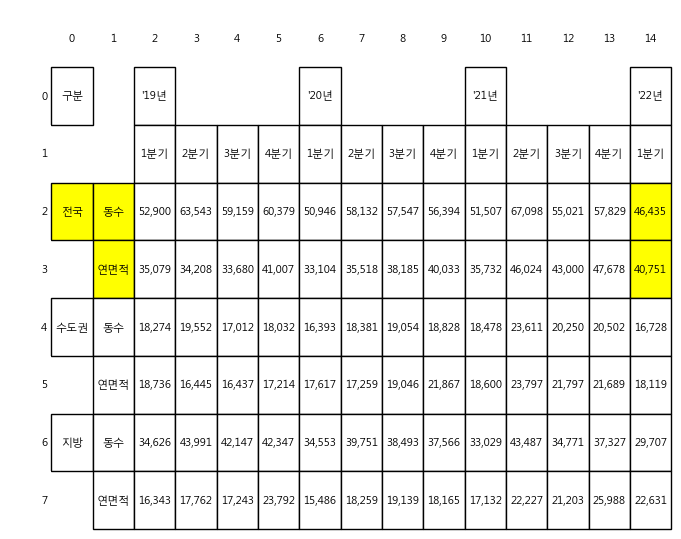 0 1 2 3 4 5 6 7 8 9 10 11 12 13 14
0 구분 '19년 '20년 '21년 '22년
1 1분기 2분기 3분기 4분기 1분기 2분기 3분기 4분기 1분기 2분기 3분기 4분기 1분기
2 전국 동수 52,900 63,543 59,159 60,379 50,946 58,132 57,547 56,394 51,507 67,098 55,021 57,829 46,435
3 연면적 35,079 34,208 33,680 41,007 33,104 35,518 38,185 40,033 35,732 46,024 43,000 47,678 40,751
4 수도권 동수 18,274 19,552 17,012 18,032 16,393 18,381 19,054 18,828 18,478 23,611 20,250 20,502 16,728
5 연면적 18,736 16,445 16,437 17,214 17,617 17,259 19,046 21,867 18,600 23,797 21,797 21,689 18,119
6 지방 동수 34,626 43,991 42,147 42,347 34,553 39,751 38,493 37,566 33,029 43,487 34,771 37,327 29,707
7 연면적 16,343 17,762 17,243 23,792 15,486 18,259 19,139 18,165 17,132 22,227 21,203 25,988 22,631